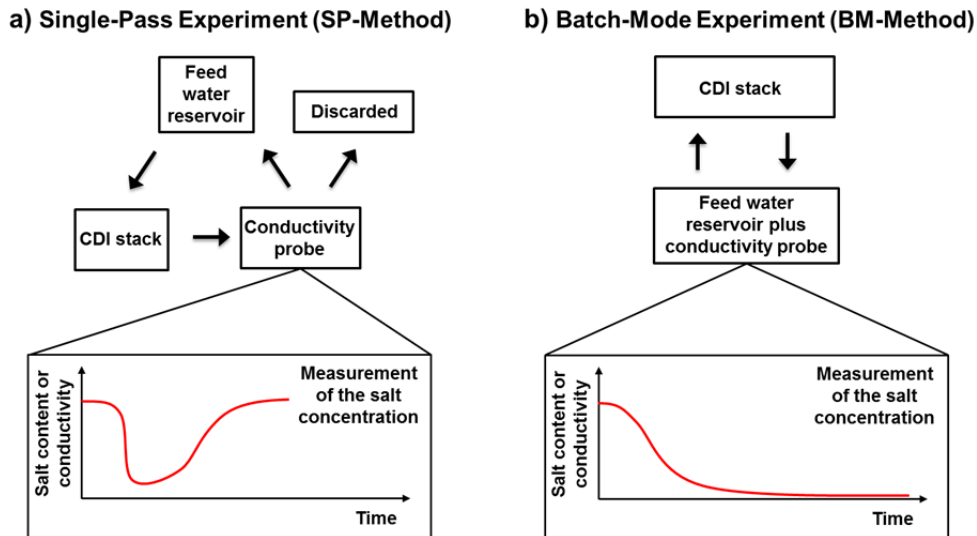 a) Single-Pass Experiment (SP-Method)
Feed
water
reservoir
Discarded
CDI stack
Conductivity
probe
Salt content or
conductivity
Measurement
of the salt
concentration
Time
b) Batch-Mode Experiment (BM-Method)
CDI stack
Feed water
reservoir plus
conductivity probe
Salt content or
conductivity
Measurement
of the salt
concentration
Time